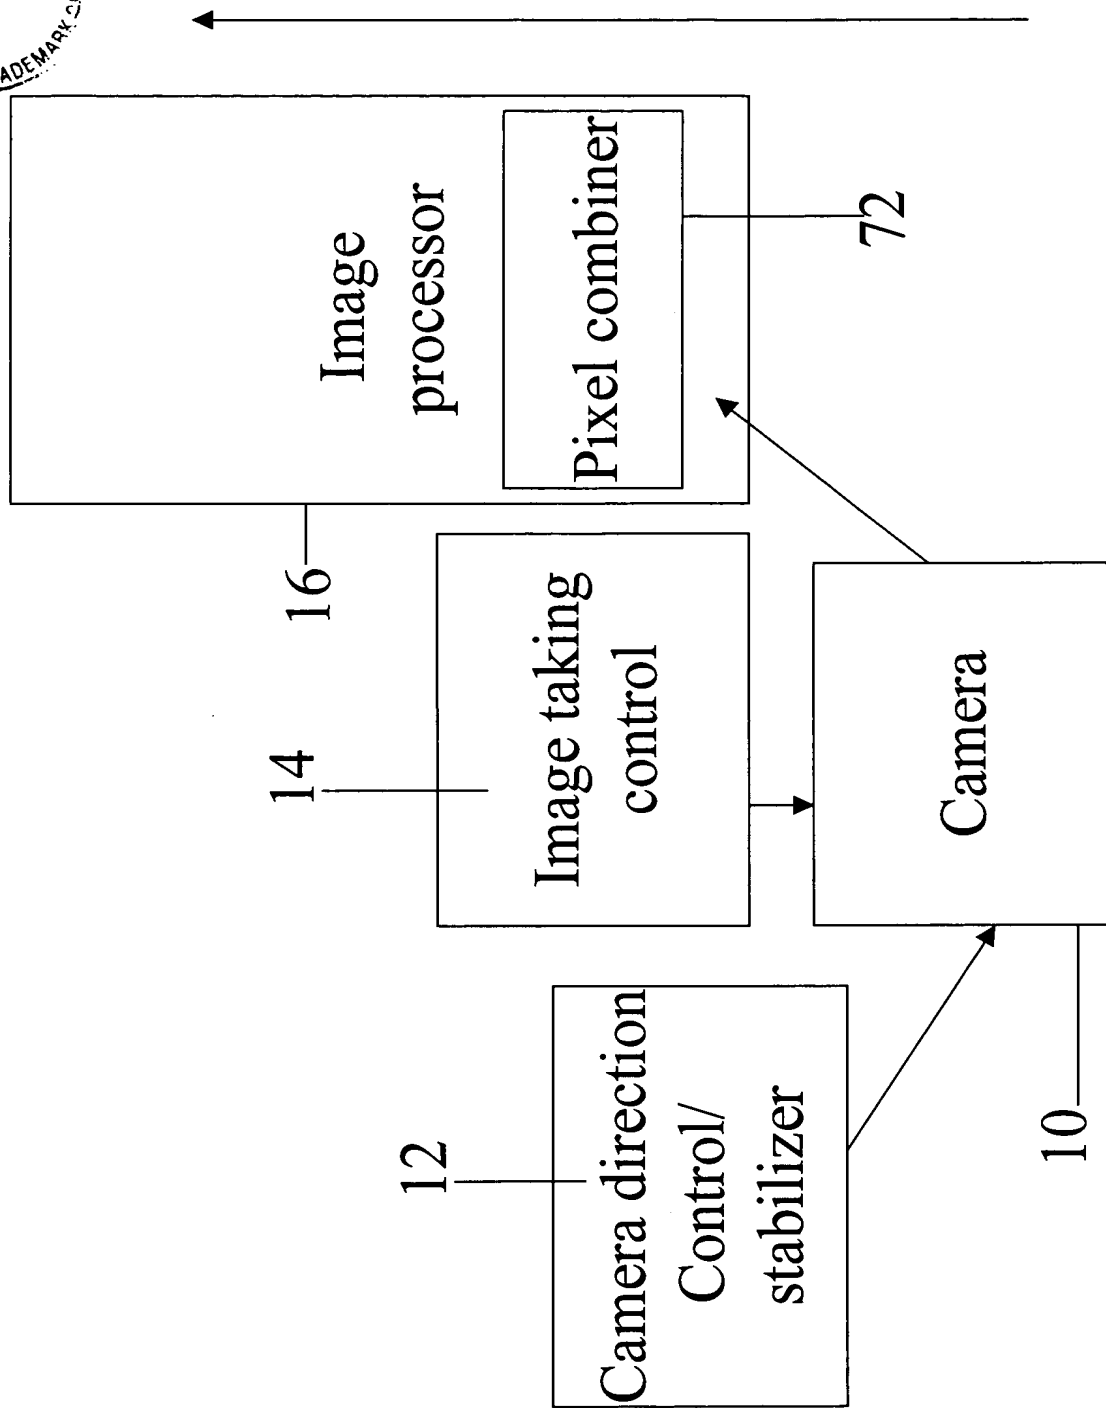 12
Camera direction
Control/
stabilizer
14
Image taking
control
16
Image
processor
Pixel combiner
72
Camera
10